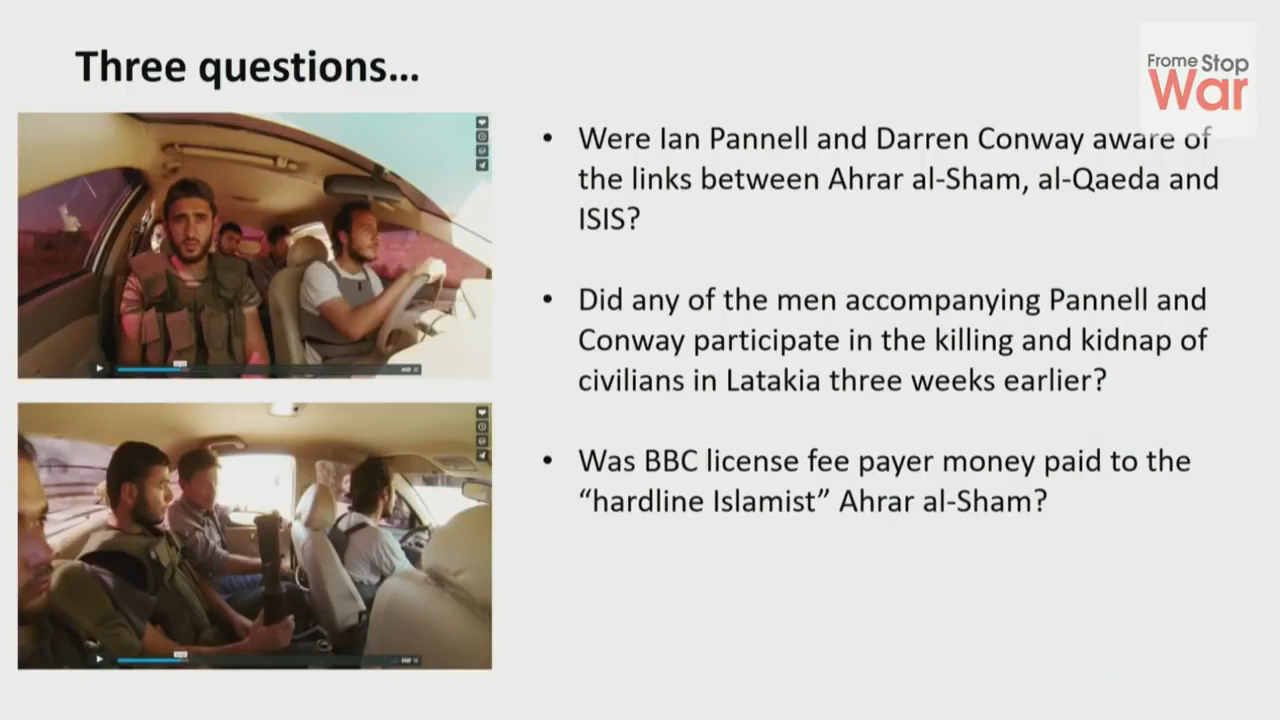 Three questions...
Frome Stop
War
• Were Ian Pannell and Darren Conway aware of
the links between Ahrar al-Sham, al-Qaeda and
ISIS?
• Did any of the men accompanying Pannell and
Conway participate in the killing and kidnap of
civilians in Latakia three weeks earlier?
• Was BBC license fee payer money paid to the
“hardline Islamist” Ahrar al-Sham?